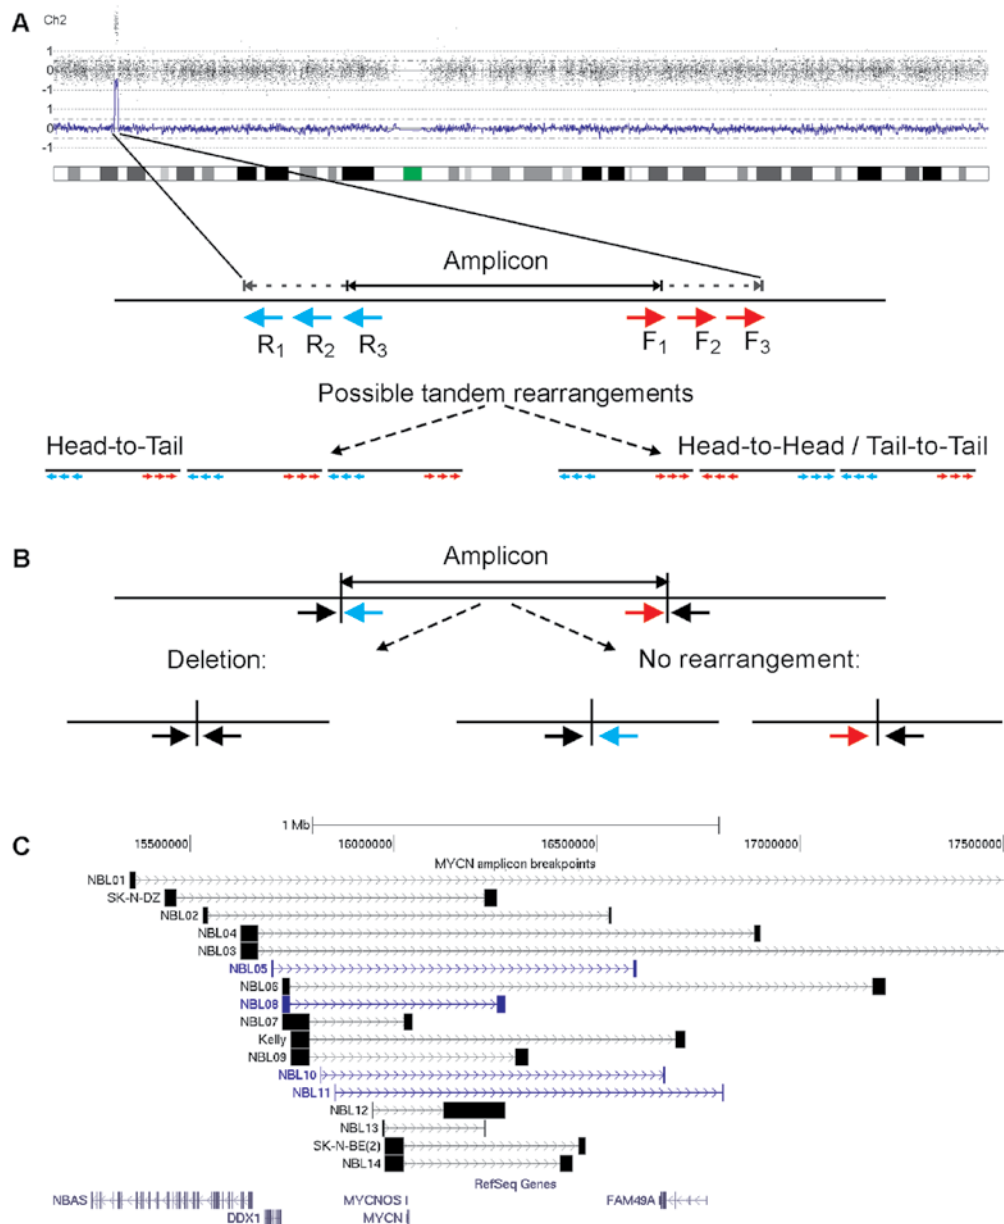 A
Ch2
1
0
-1
1
0
-1
Amplicon
R1 R2 R3 F1 F2 F3
Possible tandem rearrangements
Head-to-Tail Head-to-Head / Tail-to-Tail
B
Amplicon
Deletion: No rearrangement:
1 Mb
C
15500000 16000000 16500000 17000000 17500000
MYCN amplicon breakpoints
NBL01
SK-N-DZ
NBL02
NBL04
NBL03
NBL05
NBL06
NBL08
NBL07
Kelly
NBL09
NBL10
NBL11
NBL12
NBL13
SK-N-BE(2)
NBL14
RefSeq Genes
NBAS MYCNOS FAM49A
DDX1 MYCN